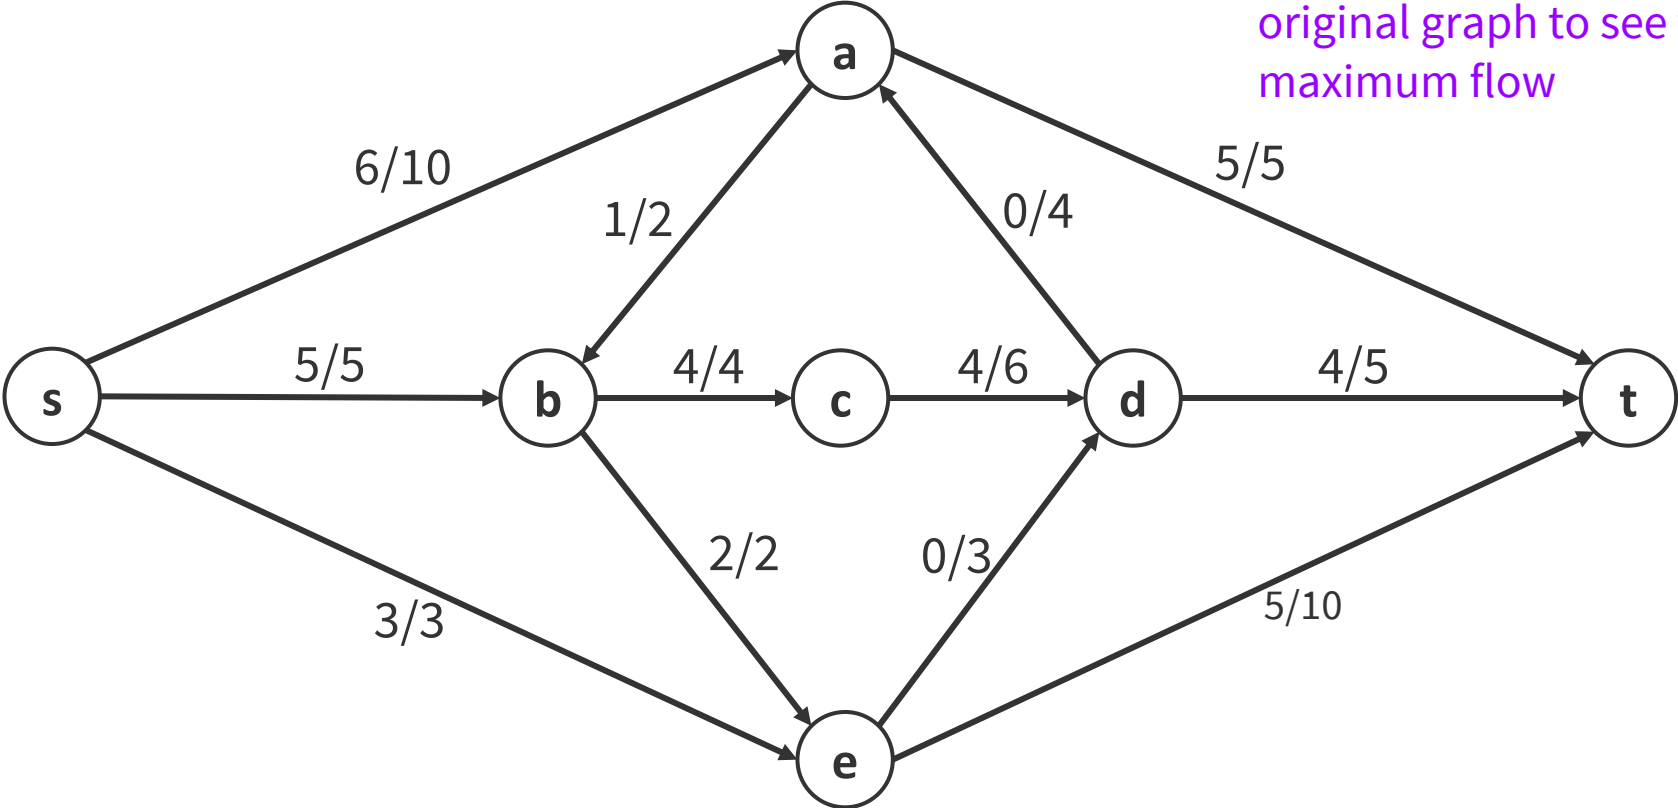 original graph to see
maximum flow
a
6/10
5/5
1/2
0/4
s
5/5
b
4/4
c
4/6
d
4/5
t
2/2
0/3
3/3
5/10
e